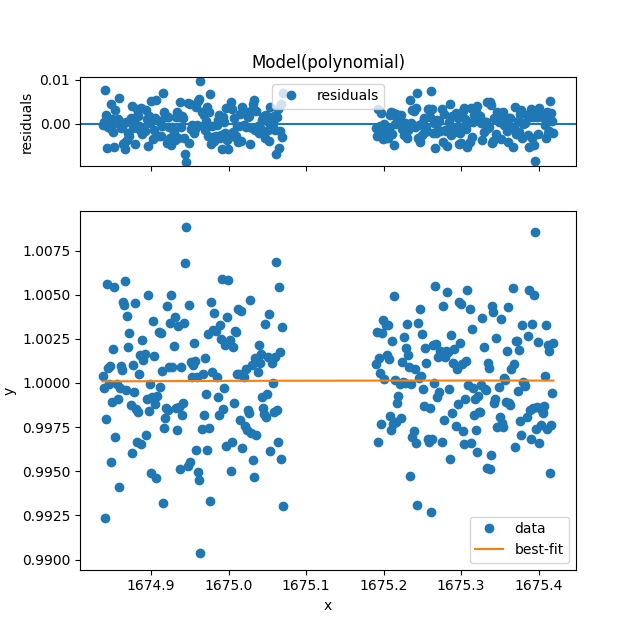 Model(polynomial)
0.01
0.00
residuals
residuals
1.0075
1.0050
1.0025
1.0000
0.9975
0.9950
0.9925
0.9900
y
data
best-fit
1674.9 1675.0 1675.1 1675.2 1675.3 1675.4
x